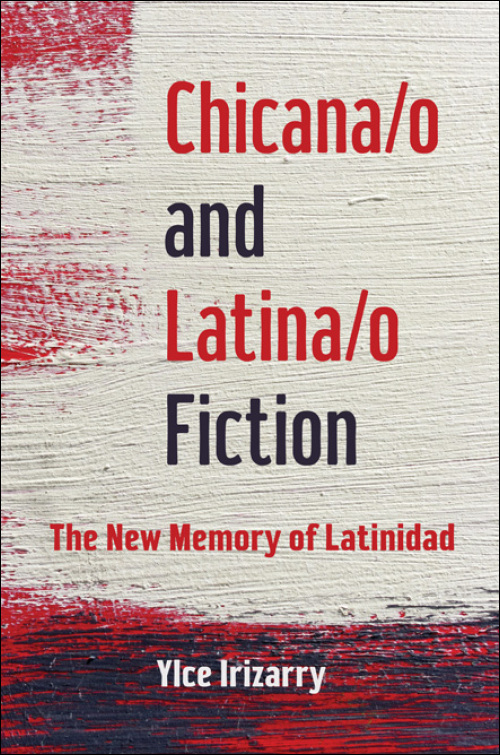 Chicana/o
and
Latina/o
Fiction
The New Memory of Latinidad
Ylce Irizarry